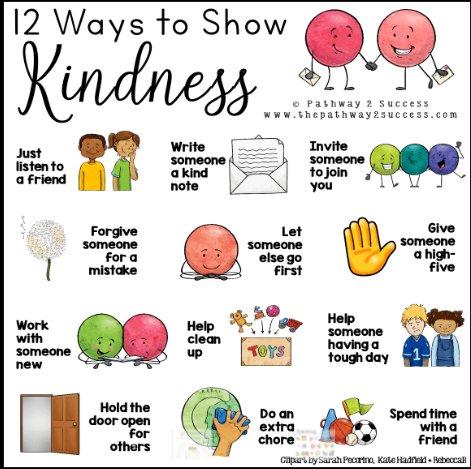 12 Ways to Show
Kindness
© Pathway 2 Success
www.thepathway2success.com
Just
listen to
a friend
Write
someone
a kind
note
Invite
someone
to join
you
Forgive
someone
for a
mistake
Let
someone
else go
first
Give
someone
a high-
five
Work
with
someone
new
Help
clean
up
TOYS
Help
someone
having a
tough day
1
Hold the
door open
for
others
Do an
extra
chore
Spend time
with a
friend
Clipart by Sarah Pecorino, Kate Hadfield • RebeccaB